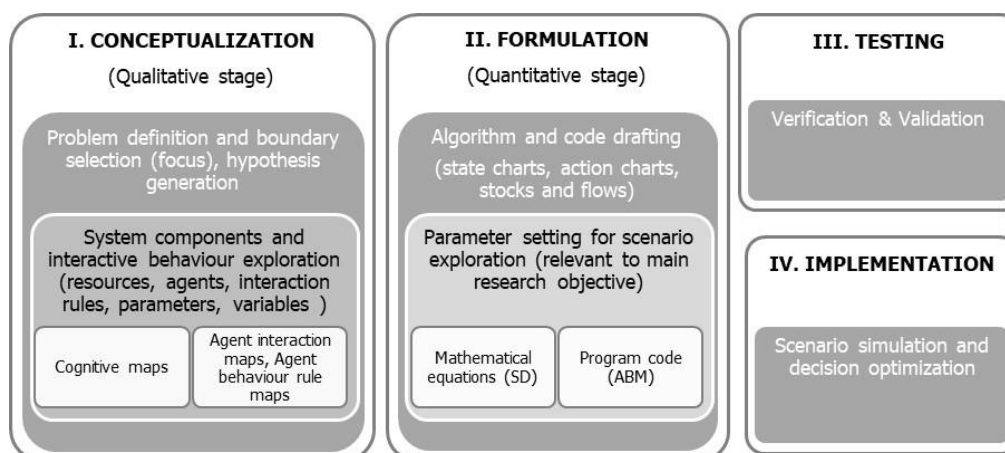 I. CONCEPTUALIZATION
(Qualitative stage)
Problem definition and boundary
selection (focus), hypothesis
generation
System components and
interactive behaviour exploration
(resources, agents, interaction
rules, parameters, variables )
Cognitive maps
Agent interaction
maps, Agent
behaviour rule
maps
II. FORMULATION
(Quantitative stage)
Algorithm and code drafting
(state charts, action charts,
stocks and flows)
Parameter setting for scenario
exploration (relevant to main
research objective)
Mathematical
equations (SD)
Program code
(ABM)
III. TESTING
Verification & Validation
IV. IMPLEMENTATION
Scenario simulation and
decision optimization